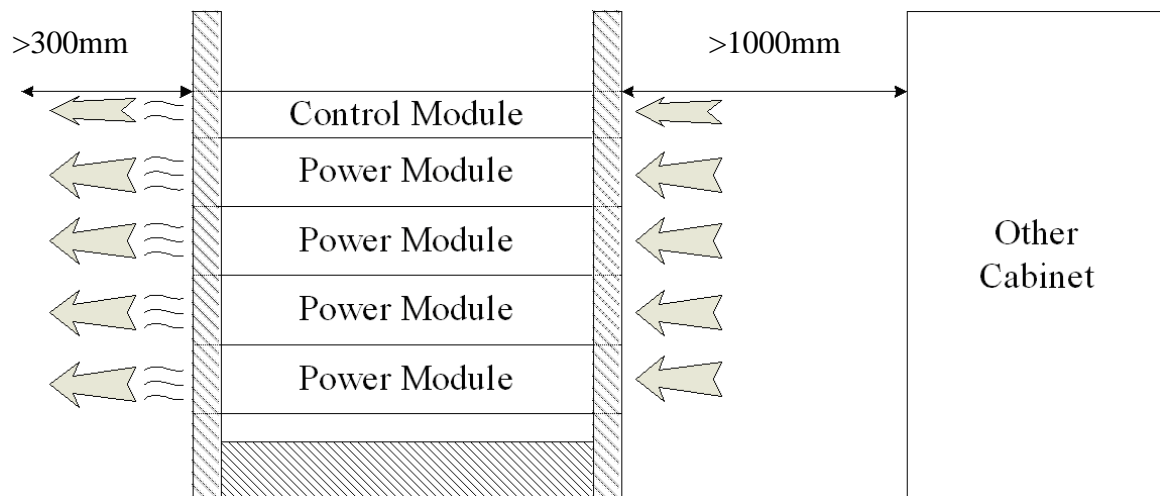 >300mm
>1000mm
Control Module
Power Module
Power Module
Power Module
Power Module
Other
Cabinet